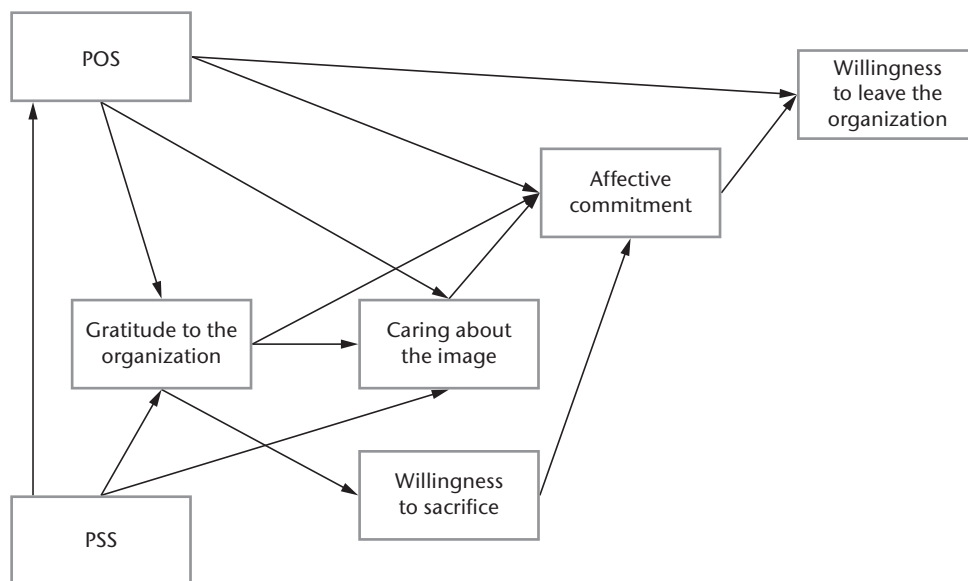 POS
Willingness
to leave the
organization
Affective
commitment
Gratitude to the
organization
Caring about
the image
Willingness
to sacrifice
PSS